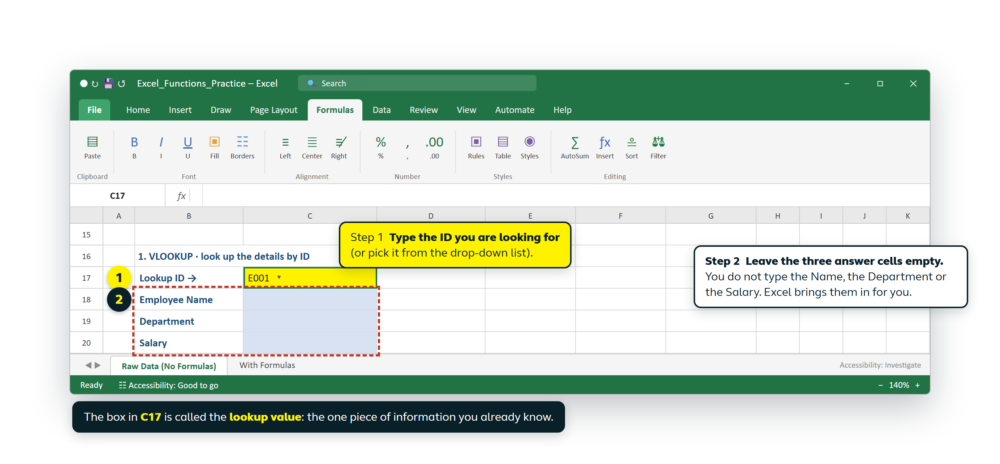 Excel_Functions_Practice – Excel
Search
File Home Insert Draw Page Layout Formulas Data Review View Automate Help
B I U % , .00 ∑ fx
Paste B I U Fill Borders Left Center Right % , .00 Rules Table Styles AutoSum Insert Sort Filter
Clipboard Font Alignment Number Styles Editing
C17 fx
A B C D E F G H I J K
15
Step 1 Type the ID you are looking for
(or pick it from the drop-down list).
16 1. VLOOKUP · look up the details by ID
Step 2 Leave the three answer cells empty.
You do not type the Name, the Department or
the Salary. Excel brings them in for you.
17 1 Lookup ID → E001
18 2 Employee Name
19 Department
20 Salary
Raw Data (No Formulas) With Formulas Accessibility: Investigate
Ready Accessibility: Good to go – 140% +
The box in C17 is called the lookup value: the one piece of information you already know.